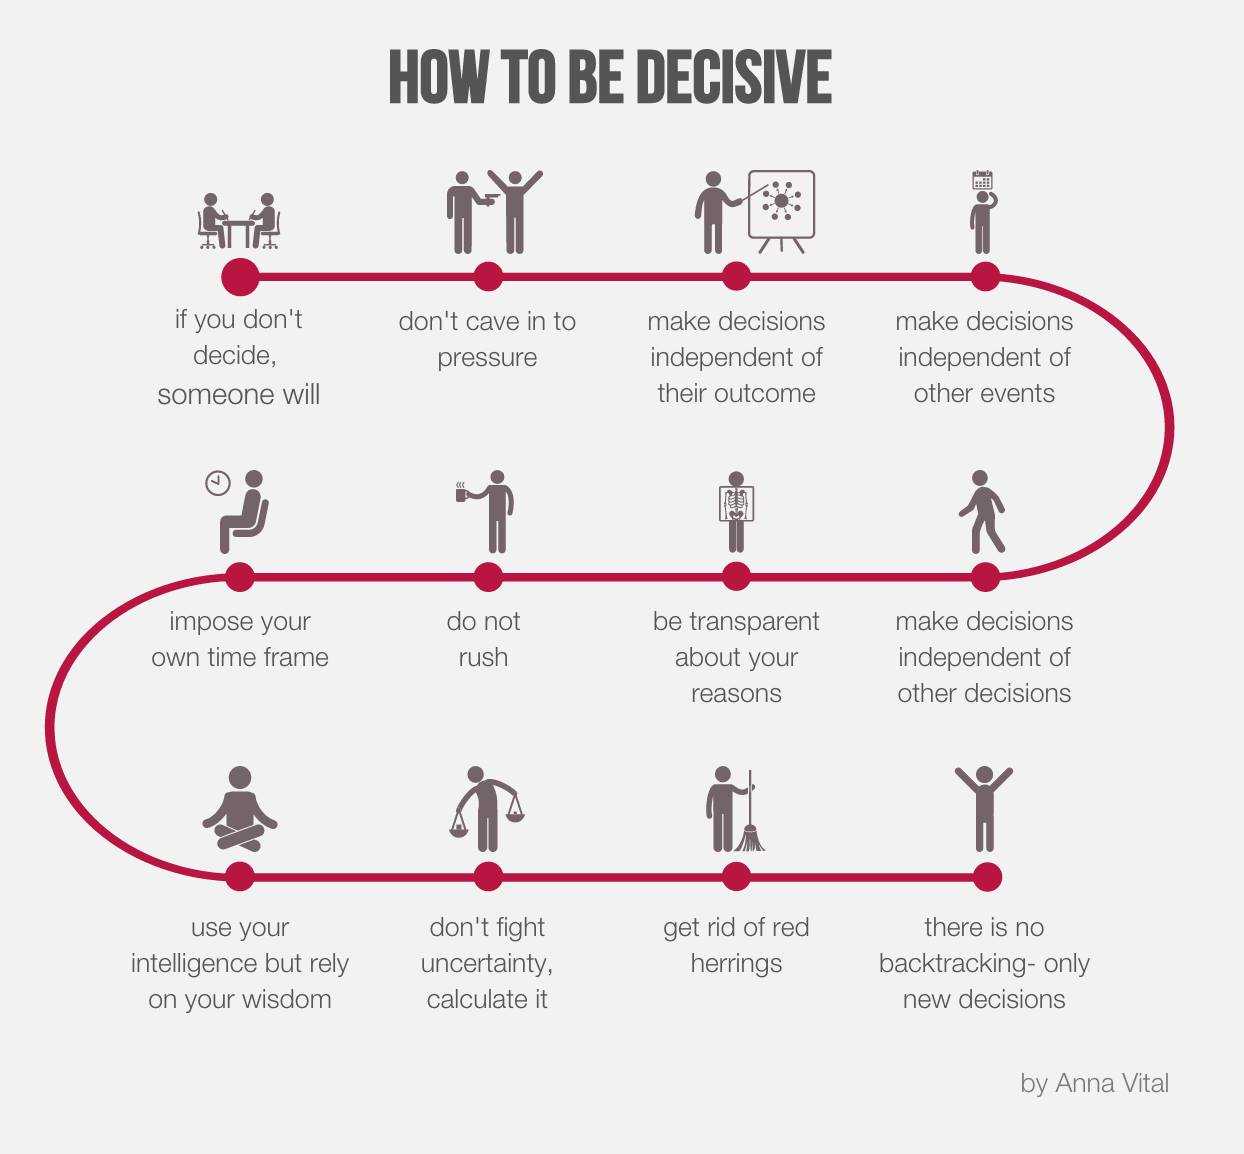 HOW TO BE DECISIVE
if you don't
decide,
someone will
don't cave in to
pressure
make decisions
independent of
their outcome
make decisions
independent of
other events
impose your
own time frame
do not
rush
be transparent
about your
reasons
make decisions
independent of
other decisions
use your
intelligence but rely
on your wisdom
don't fight
uncertainty,
calculate it
get rid of red
herrings
there is no
backtracking- only
new decisions
by Anna Vital